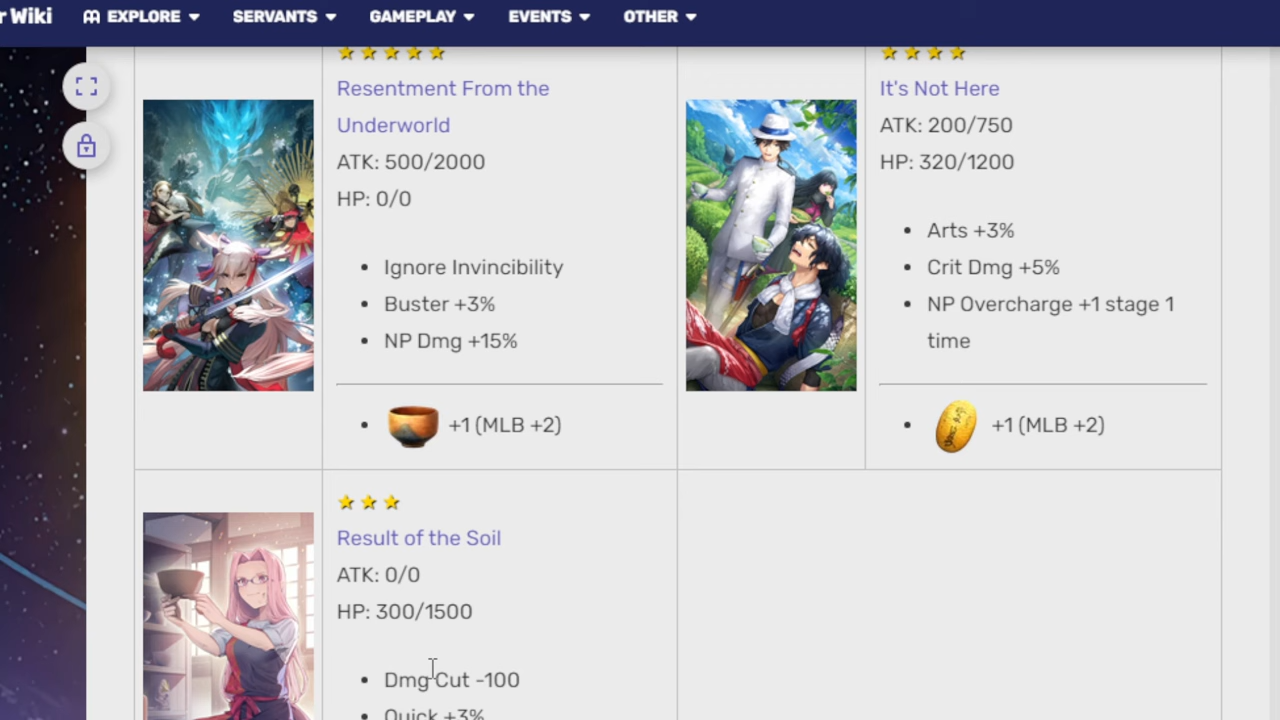 r Wiki
EXPLORE
SERVANTS
GAMEPLAY
EVENTS
OTHER
Resentment From the
Underworld
ATK: 500/2000
HP: 0/0
Ignore Invincibility
Buster +3%
NP Dmg +15%
+1 (MLB +2)
It's Not Here
ATK: 200/750
HP: 320/1200
Arts +3%
Crit Dmg +5%
NP Overcharge +1 stage 1
time
+1 (MLB +2)
Result of the Soil
ATK: 0/0
HP: 300/1500
Dmg Cut -100
Quick +3%